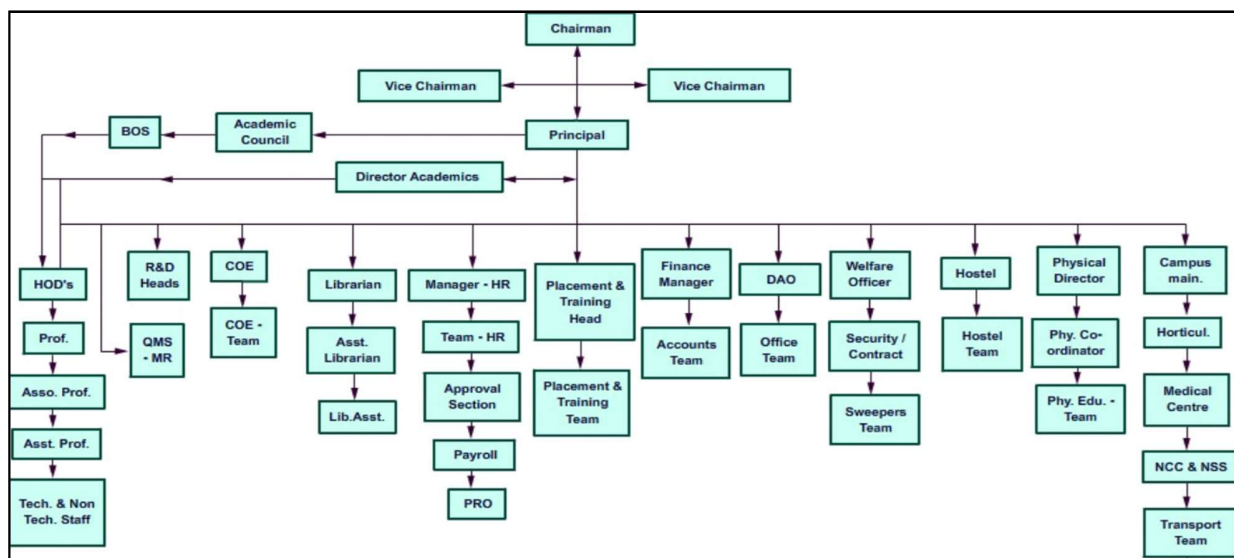 Chairman
Vice Chairman
Vice Chairman
BOS
Academic
Council
Principal
Director Academics
HOD's
Prof.
Asso. Prof.
Asst. Prof.
Tech. & Non
Tech. Staff
QMS
- MR
R&D
Heads
COE
COE -
Team
Librarian
Asst.
Librarian
Lib.Asst.
Manager - HR
Team - HR
Approval
Section
Payroll
PRO
Placement &
Training
Head
Placement &
Training
Team
Finance
Manager
Accounts
Team
DAO
Office
Team
Welfare
Officer
Security /
Contract
Sweepers
Team
Hostel
Hostel
Team
Physical
Director
Phy. Co-
ordinator
Phy. Edu. -
Team
Campus
main.
Horticul.
Medical
Centre
NCC & NSS
Transport
Team